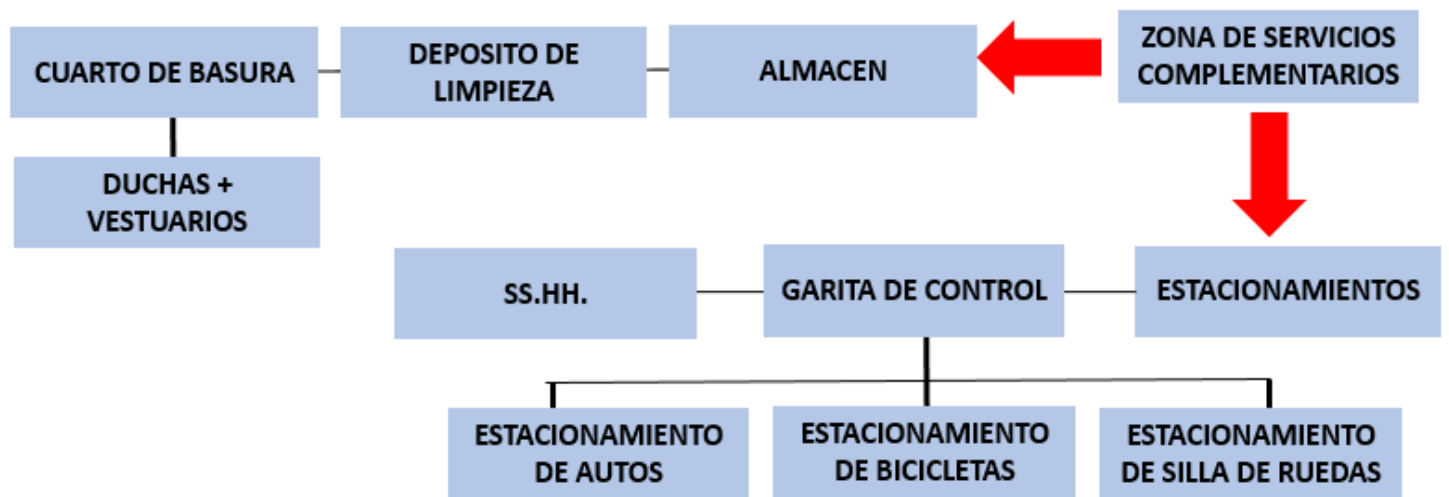 CUARTO DE BASURA
DEPOSITO DE
LIMPIEZA
ALMACEN
ZONA DE SERVICIOS
COMPLEMENTARIOS
DUCHAS +
VESTUARIOS
SS.HH.
GARITA DE CONTROL
ESTACIONAMIENTOS
ESTACIONAMIENTO
DE AUTOS
ESTACIONAMIENTO
DE BICICLETAS
ESTACIONAMIENTO
DE SILLA DE RUEDAS